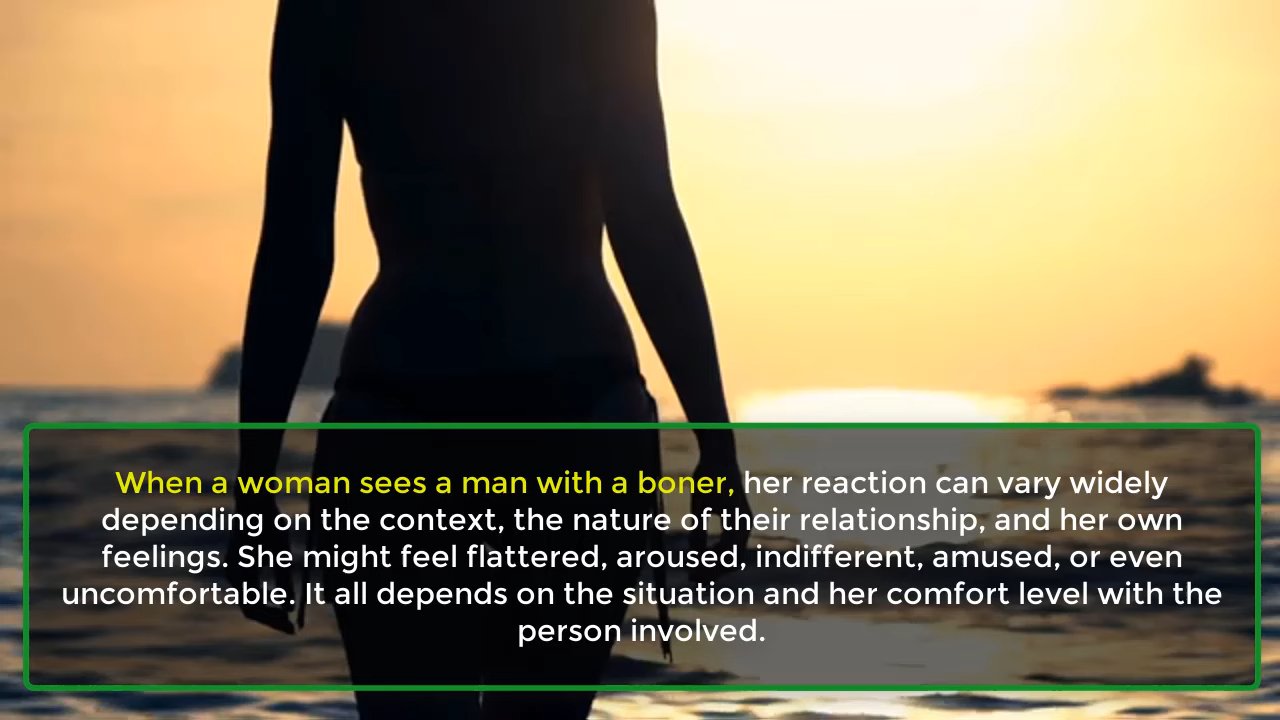 When a woman sees a man with a boner, her reaction can vary widely
depending on the context, the nature of their relationship, and her own
feelings. She might feel flattered, aroused, indifferent, amused, or even
uncomfortable. It all depends on the situation and her comfort level with the
person involved.